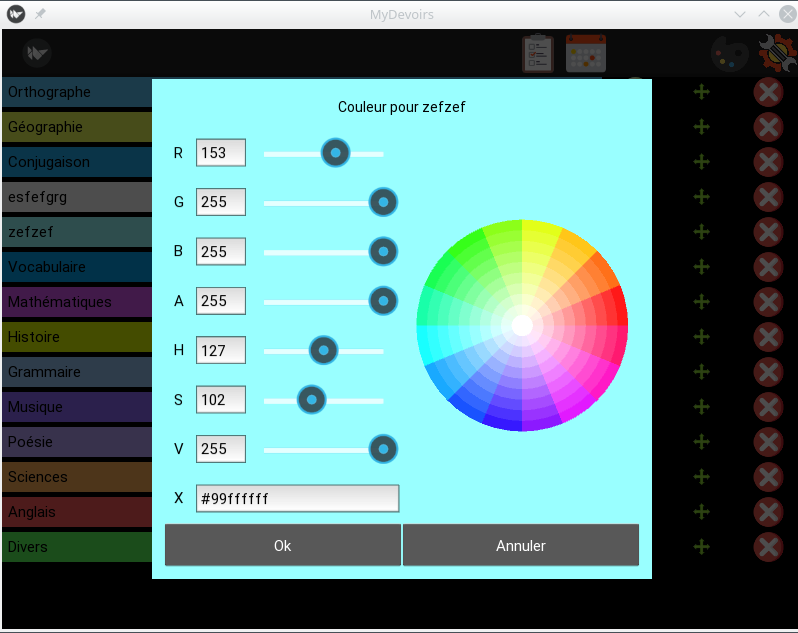 MyDevoirs
Orthographe
Géographie
Conjugaison
esfefgrg
zefzef
Vocabulaire
Mathématiques
Histoire
Grammaire
Musique
Poésie
Sciences
Anglais
Divers
Couleur pour zefzef
R 153
G 255
B 255
A 255
H 127
S 102
V 255
X #99ffffff
Ok Annuler